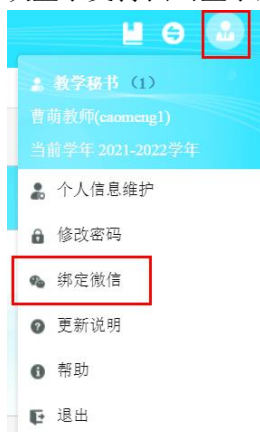 教学秘书（1）
曹萌教师(caomeng1)
当前学年 2021-2022学年
个人信息维护
修改密码
绑定微信
更新说明
帮助
退出